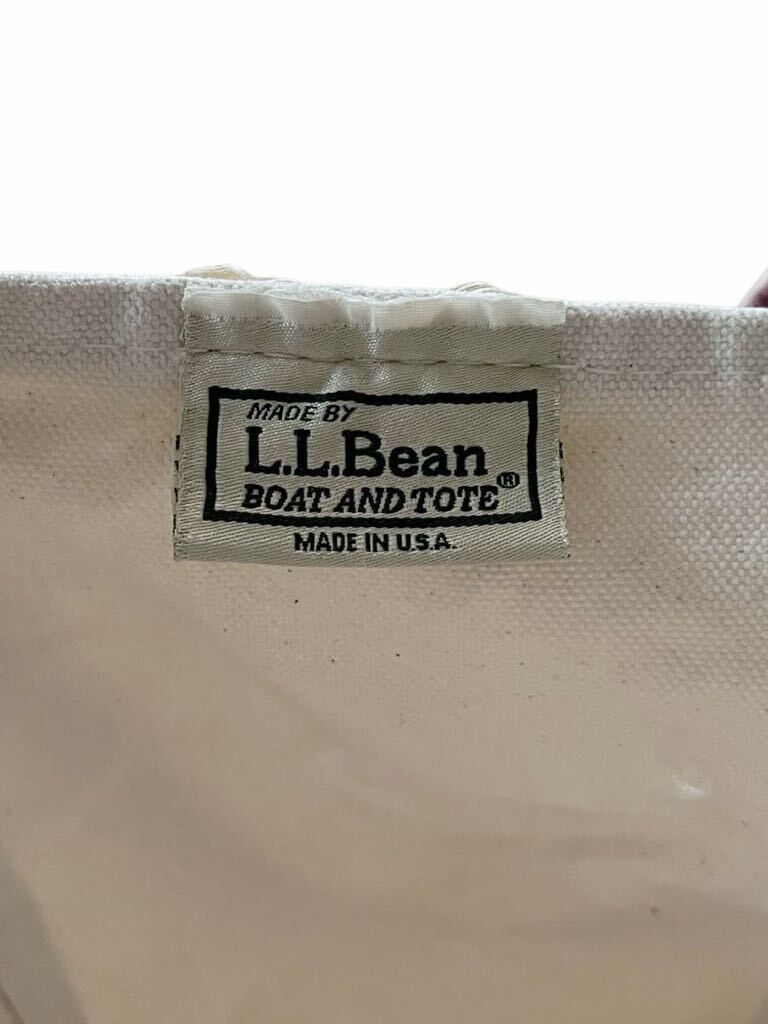 MADE BY
L.L.Bean
BOAT AND TOTE®
MADE IN U.S.A.